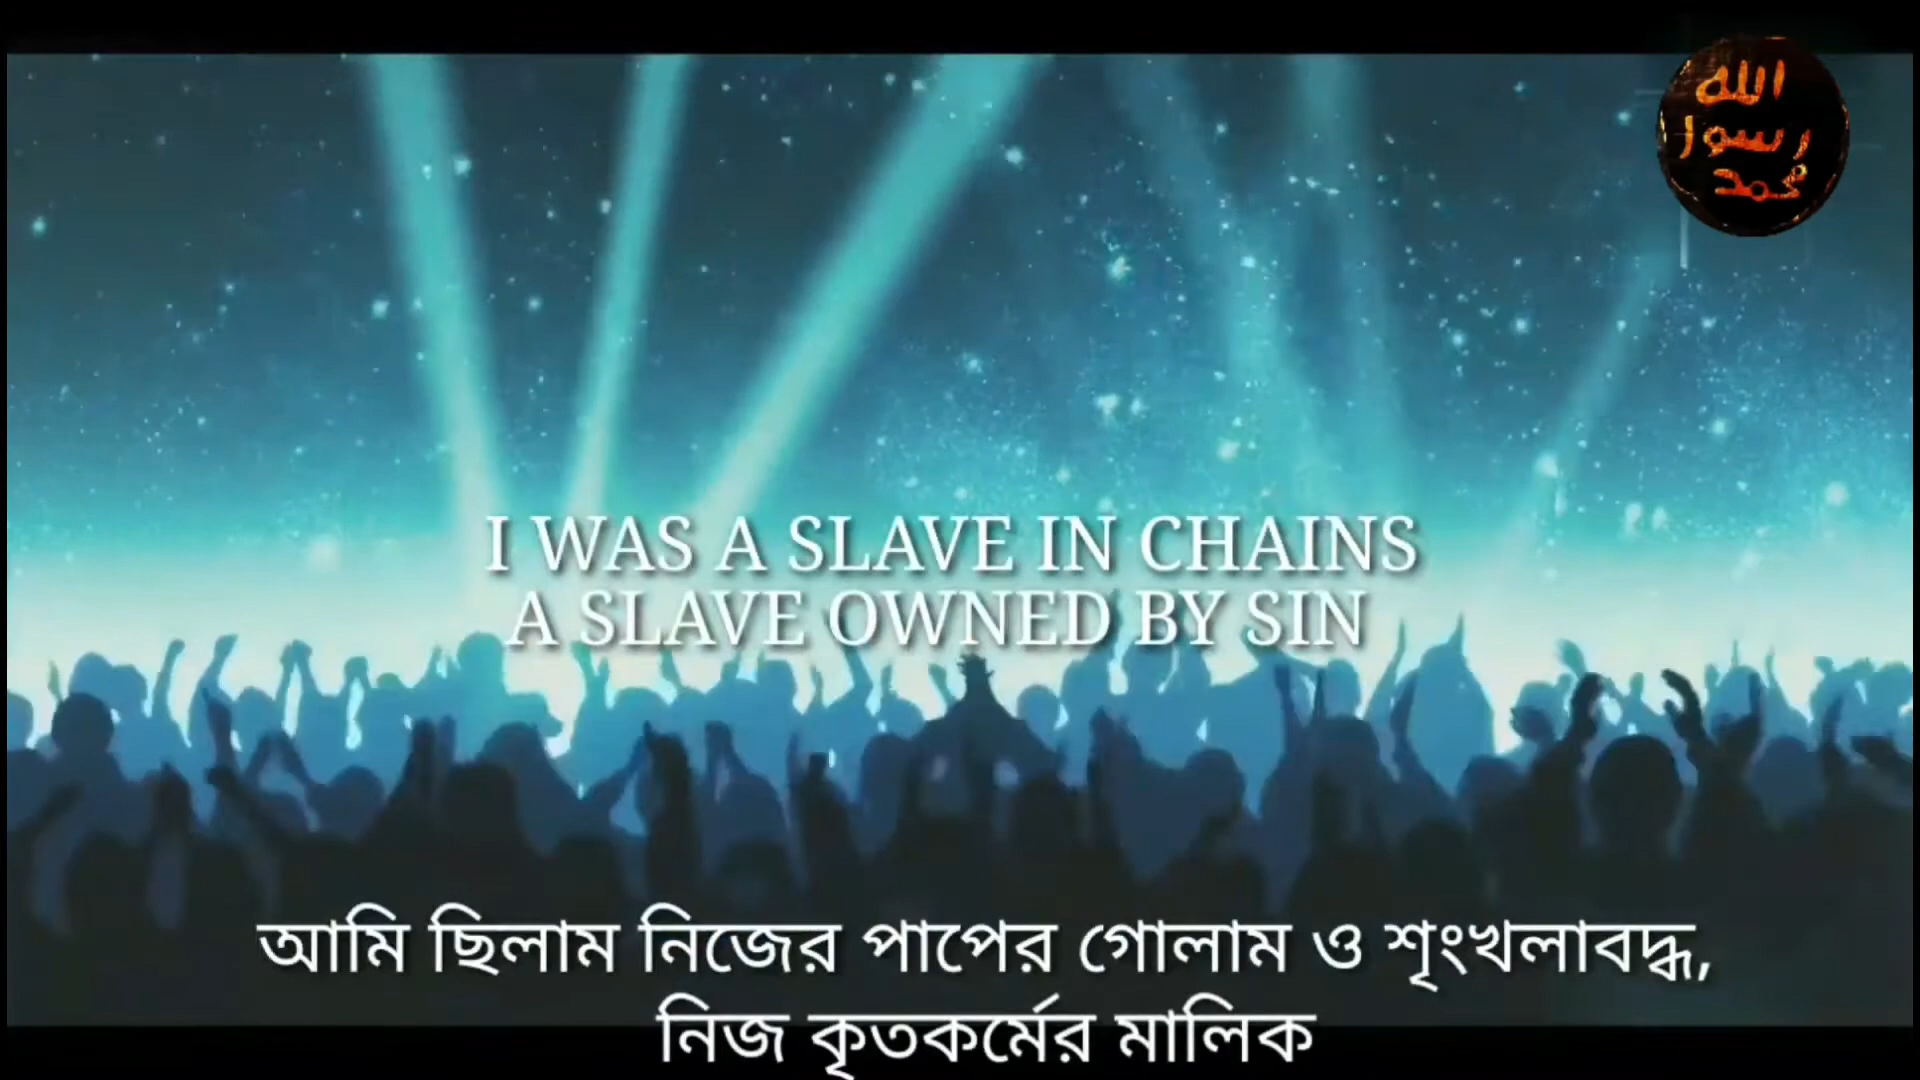 الله
رسول
محمد
I WAS A SLAVE IN CHAINS
A SLAVE OWNED BY SIN
আমি ছিলাম নিজের পাপের গোলাম ও শৃংখলাবদ্ধ,
নিজ কৃতকর্মের মালিক